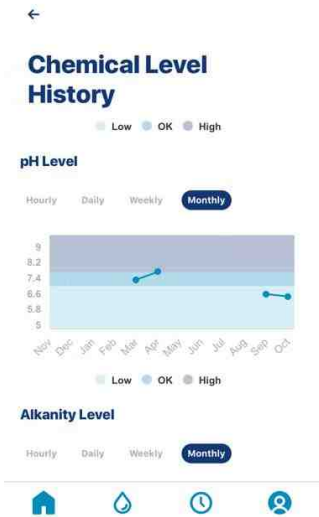 Chemical Level
History
Low OK High
pH Level
Hourly Daily Weekly Monthly
9
8.2
7.4
6.6
5.8
5
Nov Dec Jan Feb Mar Apr May Jun Jul Aug Sep Oct
Low OK High
Alkanity Level
Hourly Daily Weekly Monthly